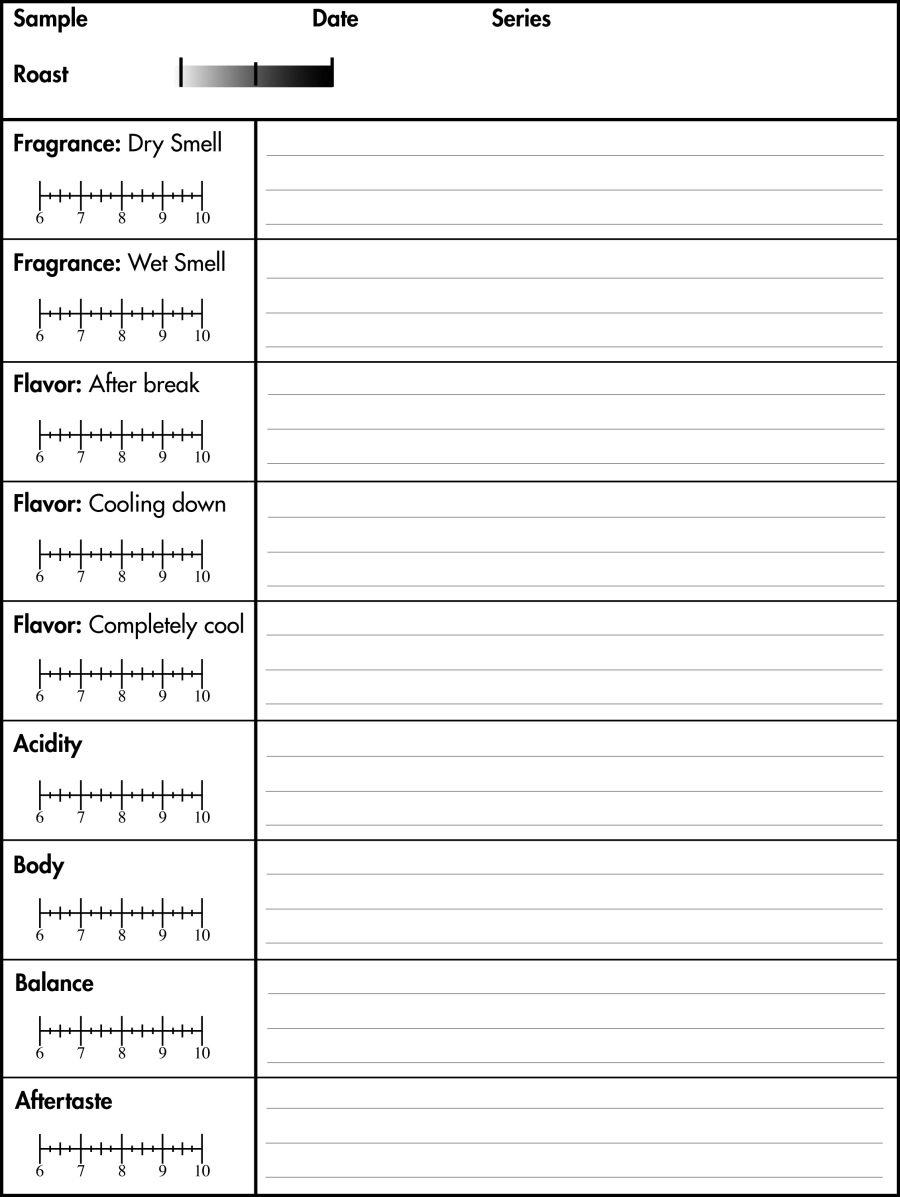 Sample Date Series
Roast
Fragrance: Dry Smell
6 7 8 9 10
Fragrance: Wet Smell
6 7 8 9 10
Flavor: After break
6 7 8 9 10
Flavor: Cooling down
6 7 8 9 10
Flavor: Completely cool
6 7 8 9 10
Acidity
6 7 8 9 10
Body
6 7 8 9 10
Balance
6 7 8 9 10
Aftertaste
6 7 8 9 10